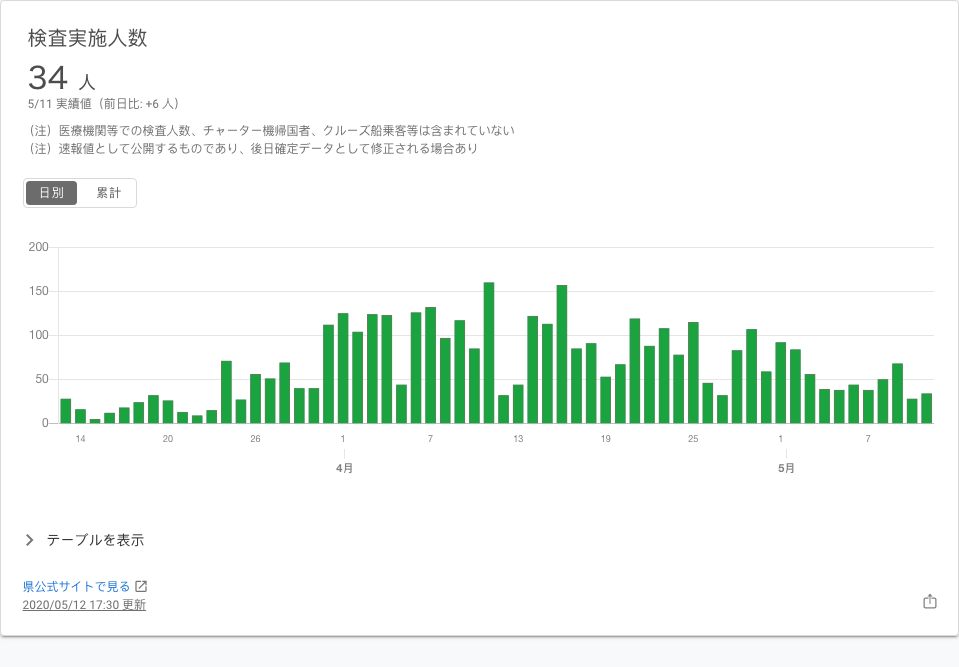 検査実施人数
34 人
5/11 実績値（前日比: +6 人）
（注）医療機関等での検査人数、チャーター機帰国者、クルーズ船乗客等は含まれていない
（注）速報値として公開するものであり、後日確定データとして修正される場合あり
日別 累計
200
150
100
50
0
14 20 26 1 7 13 19 25 1 7
4月 5月
テーブルを表示
県公式サイトで見る
2020/05/12 17:30 更新